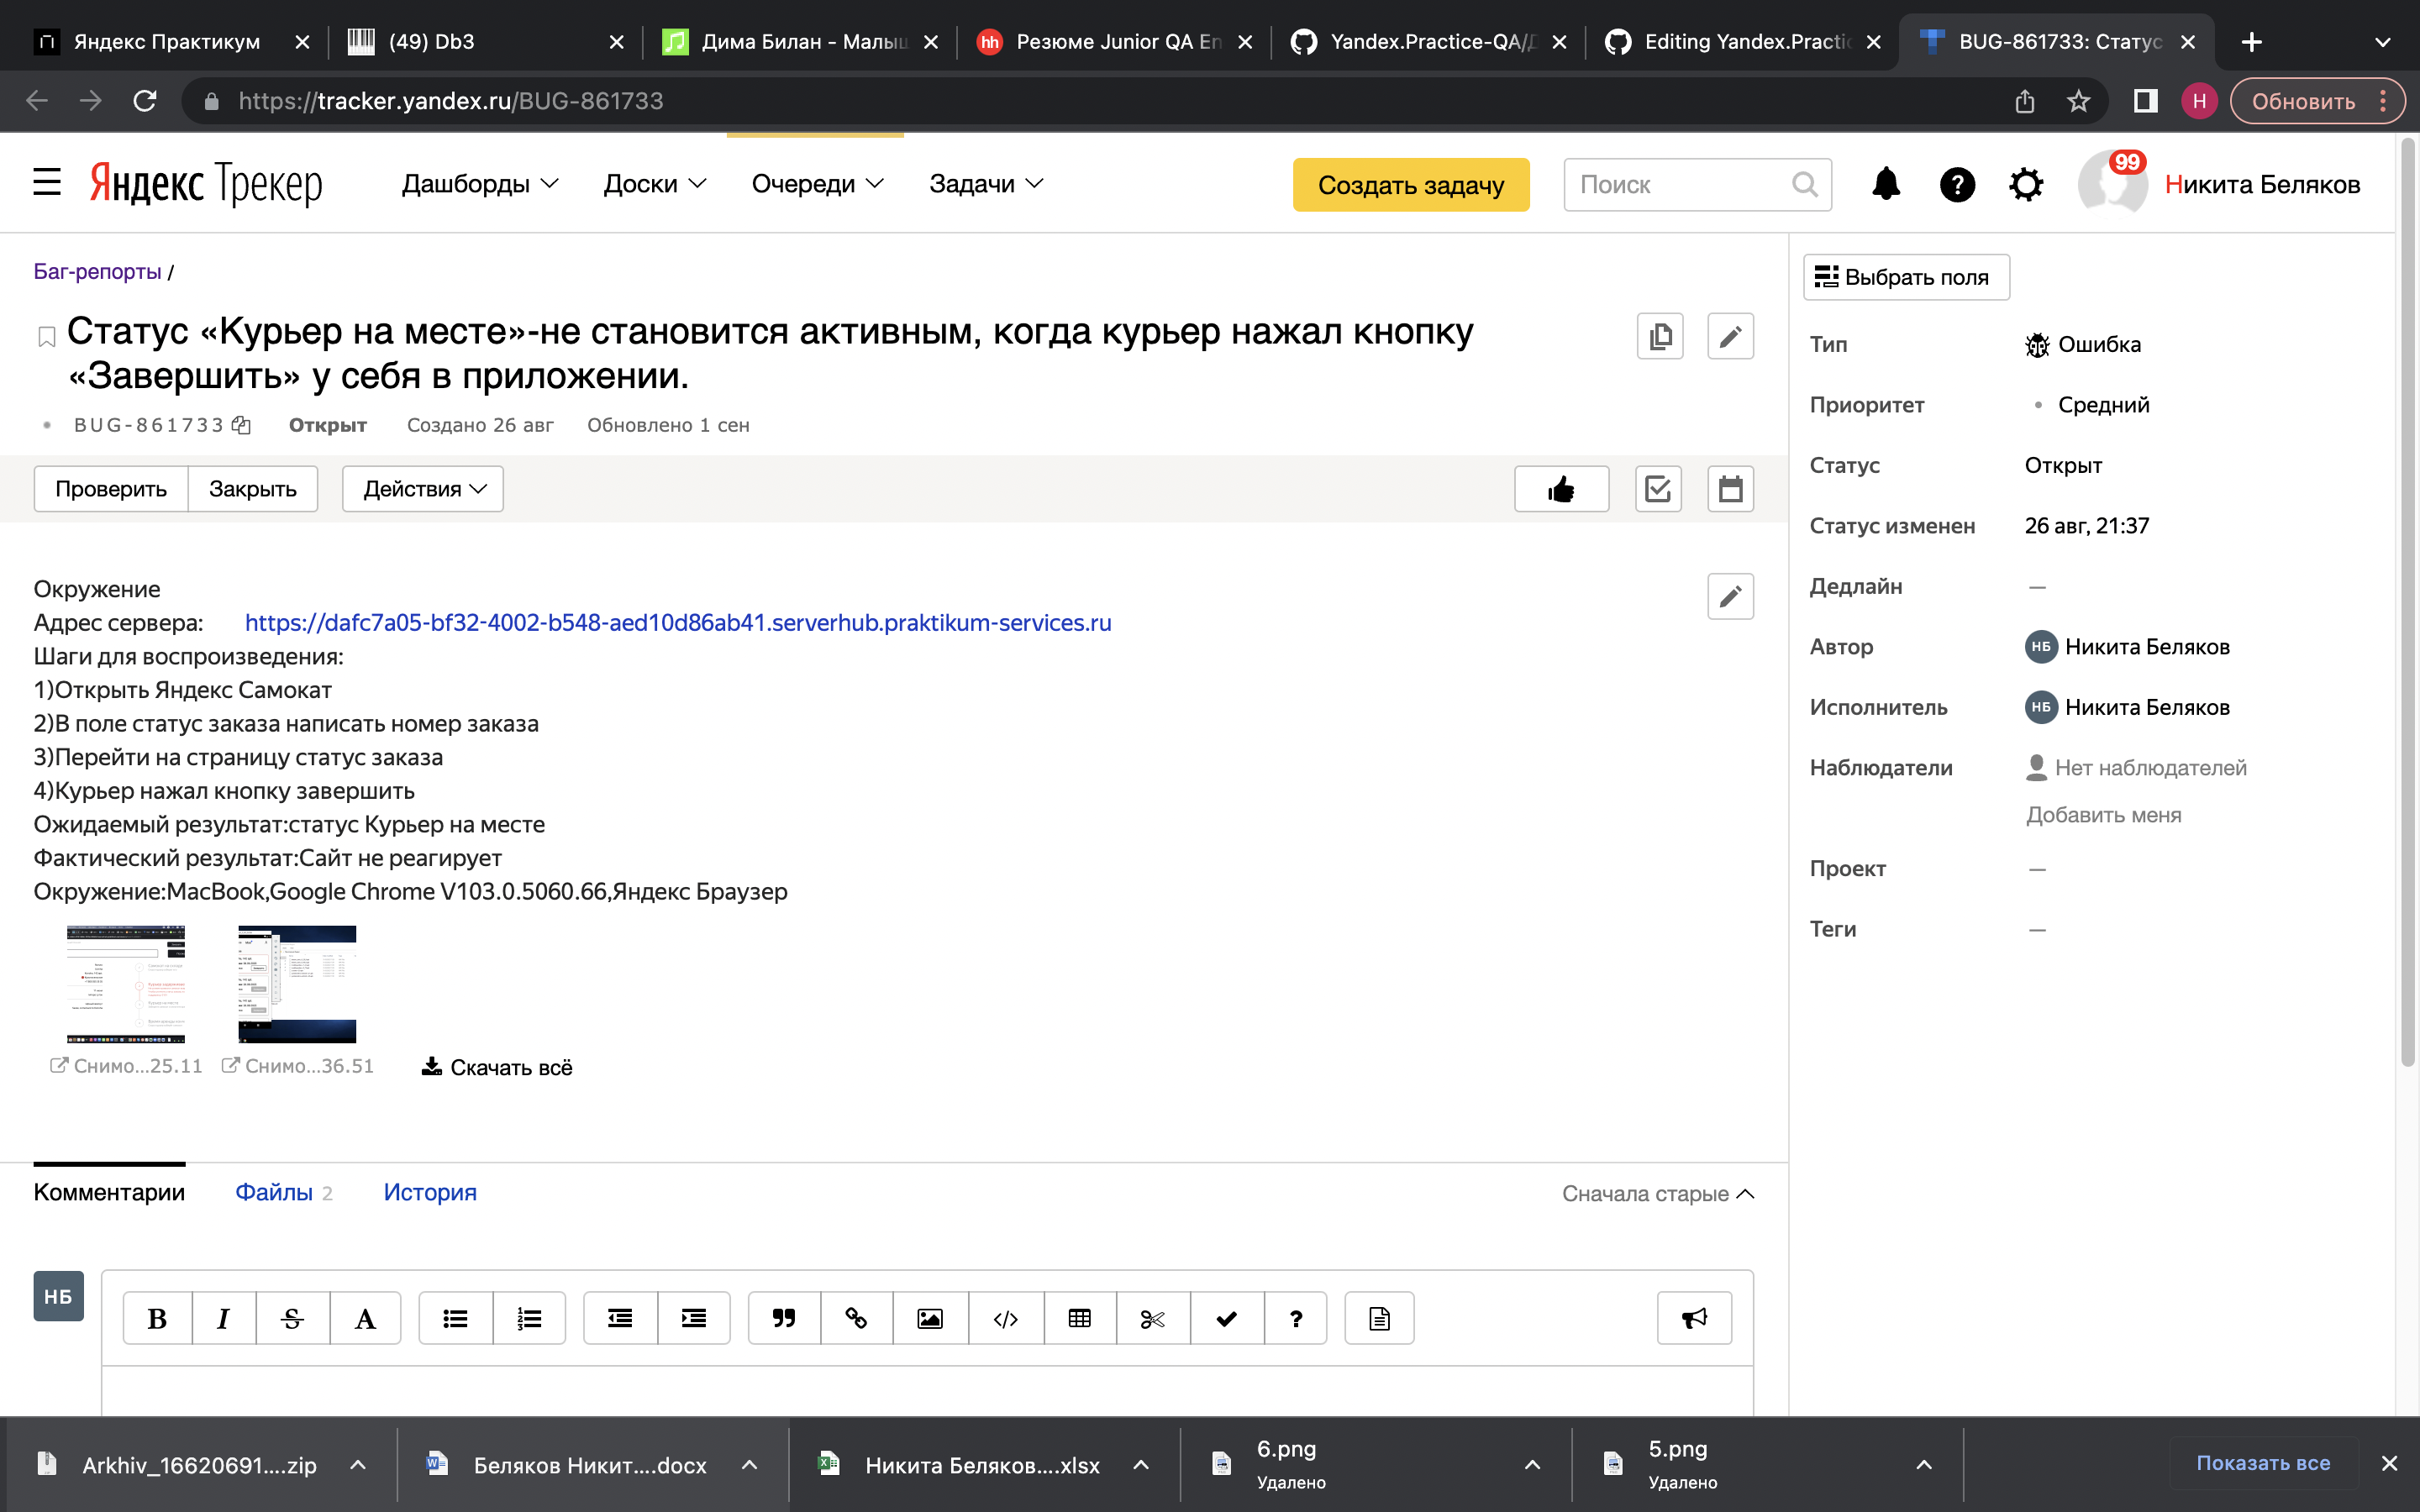 Яндекс Практикум
(49) Db3
Дима Билан - Малыш
Резюме Junior QA En
Yandex.Practice-QA/Д
Editing Yandex.Practic
BUG-861733: Статус
https://tracker.yandex.ru/BUG-861733
Н
Обновить
Яндекс Трекер
Дашборды
Доски
Очереди
Задачи
Создать задачу
Поиск
99
Никита Беляков
Баг-репорты /
Статус «Курьер на месте»-не становится активным, когда курьер нажал кнопку
«Завершить» у себя в приложении.
BUG-861733
Открыт
Создано 26 авг
Обновлено 1 сен
Проверить
Закрыть
Действия
Окружение
Адрес сервера: https://dafc7a05-bf32-4002-b548-aed10d86ab41.serverhub.praktikum-services.ru
Шаги для воспроизведения:
1)Открыть Яндекс Самокат
2)В поле статус заказа написать номер заказа
3)Перейти на страницу статус заказа
4)Курьер нажал кнопку завершить
Ожидаемый результат:статус Курьер на месте
Фактический результат:Сайт не реагирует
Окружение:MacBook,Google Chrome V103.0.5060.66,Яндекс Браузер
Снимо...25.11
Снимо...36.51
Скачать всё
Комментарии
Файлы 2
История
Сначала старые
НБ
B I S A
Выбрать поля
Тип Ошибка
Приоритет Средний
Статус Открыт
Статус изменен 26 авг, 21:37
Дедлайн —
Автор НБ Никита Беляков
Исполнитель НБ Никита Беляков
Наблюдатели Нет наблюдателей
Добавить меня
Проект —
Теги —
Arkhiv_16620691....zip
Беляков Никит....docx
Никита Беляков....xlsx
6.png
Удалено
5.png
Удалено
Показать все